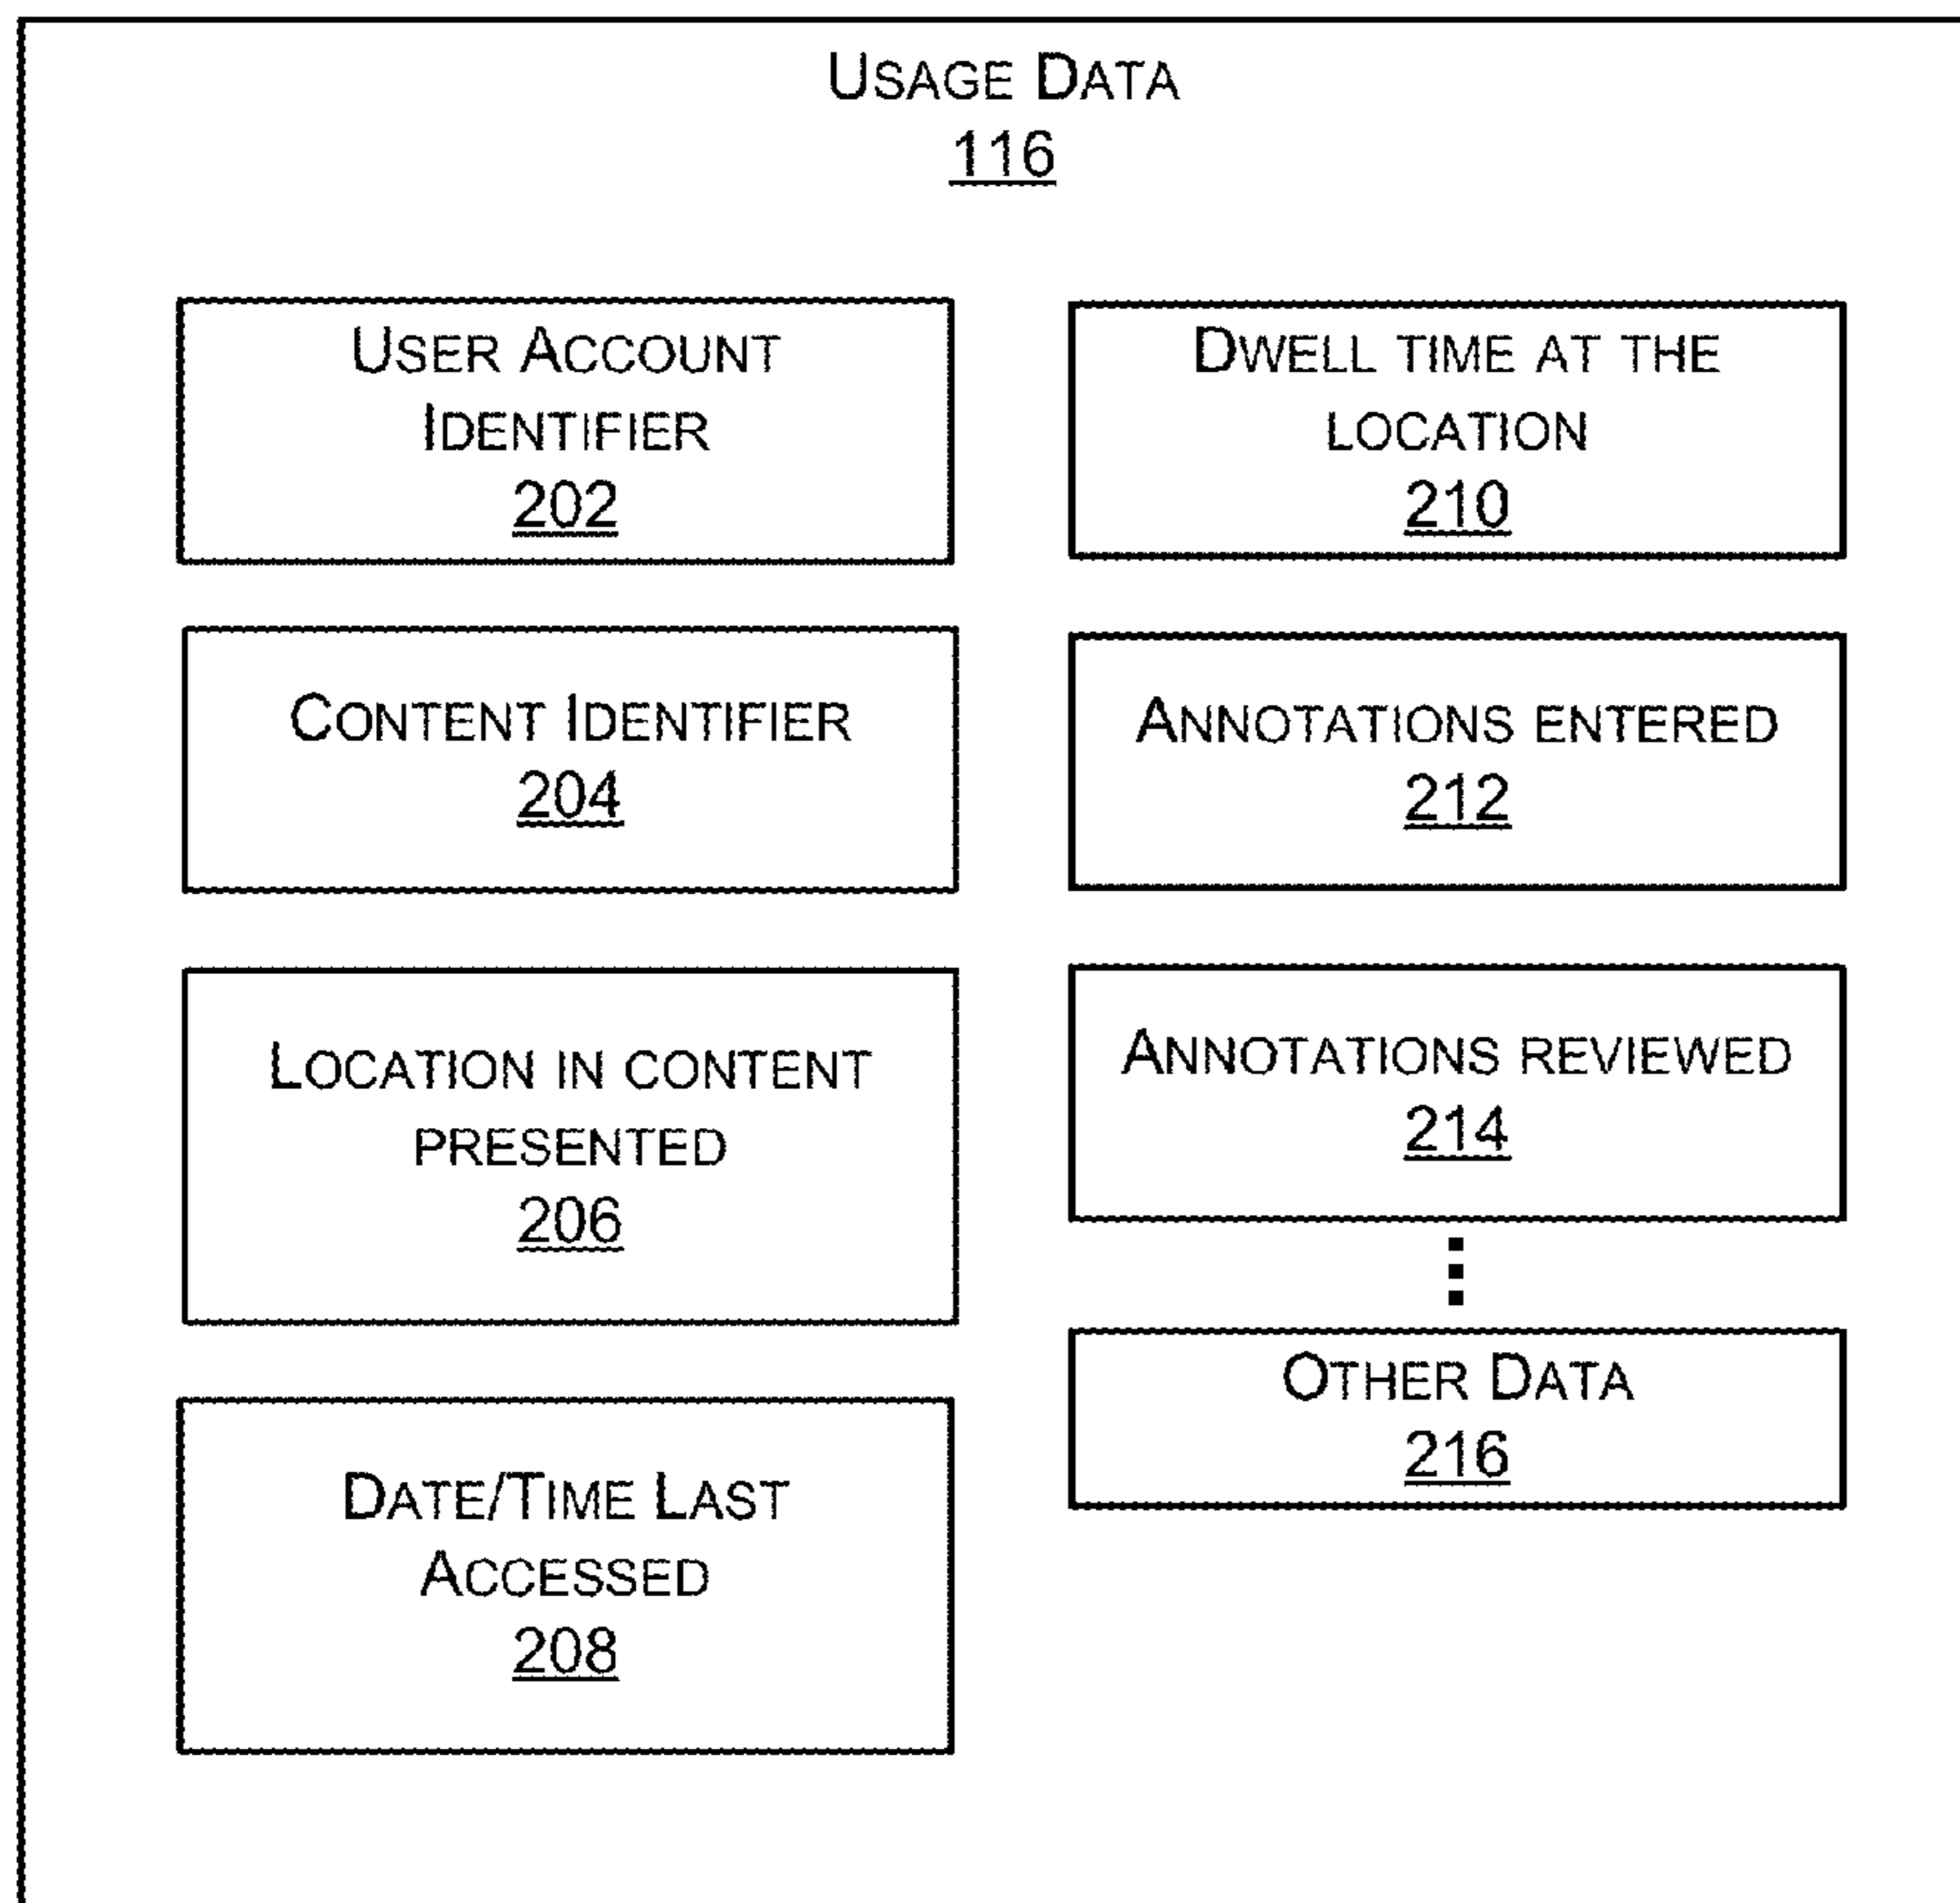 USAGE DATA
116
USER ACCOUNT
IDENTIFIER
202
CONTENT IDENTIFIER
204
LOCATION IN CONTENT
PRESENTED
206
DATE/TIME LAST
ACCESSED
208
DWELL TIME AT THE
LOCATION
210
ANNOTATIONS ENTERED
212
ANNOTATIONS REVIEWED
214
OTHER DATA
216